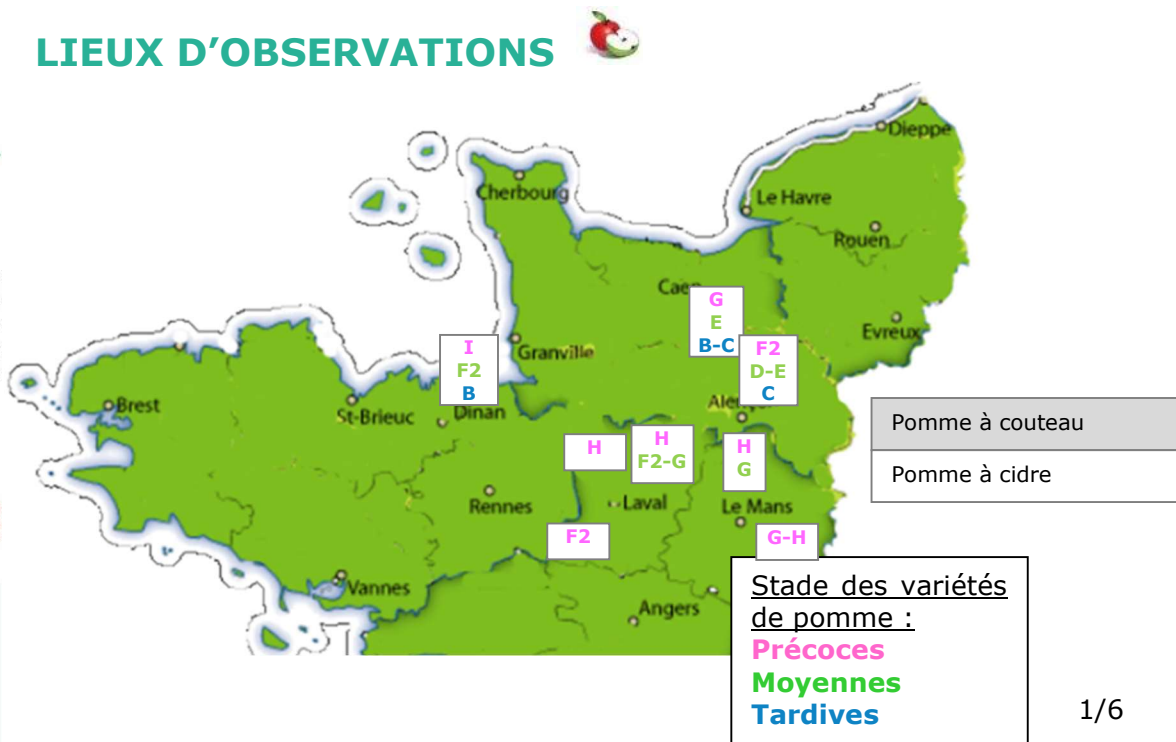 LIEUX D'OBSERVATIONS
Dieppe
Cherbourg
Le Havre
Rouen
Caen
G
E
B-C
Evreux
I
F2
B
Granville
F2
D-E
C
Brest
St-Brieuc
Dinan
Alençon
Pomme à couteau
Pomme à cidre
H
H
F2-G
H
G
Rennes
Laval
Le Mans
F2
G-H
Vannes
Angers
Stade des variétés
de pomme :
Précoces
Moyennes
Tardives
1/6